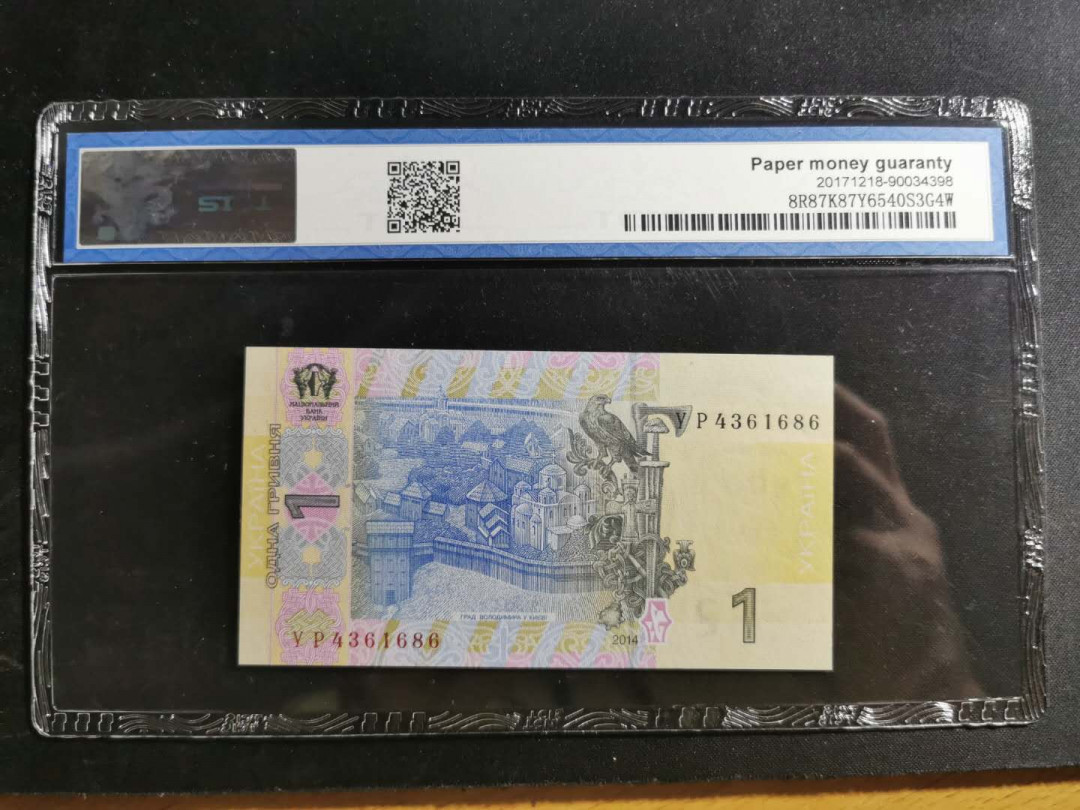 Paper money guaranty
20171218-90034398
8R87K87Y6540S3G4W
НАЦІОНАЛЬНИЙ
БАНК
УКРАЇНИ
УР4361686
УКРАЇНА
ОДНА ГРИВНЯ
1
УКРАЇНА
ГРАД ВОЛОДИМИРА У КИЄВІ
УР4361686
2014
1